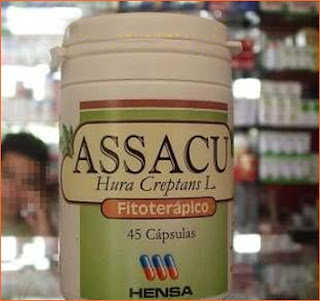 ASSACU
Hura Creptans L.
Fitoterápico
45 Cápsulas
HENSA